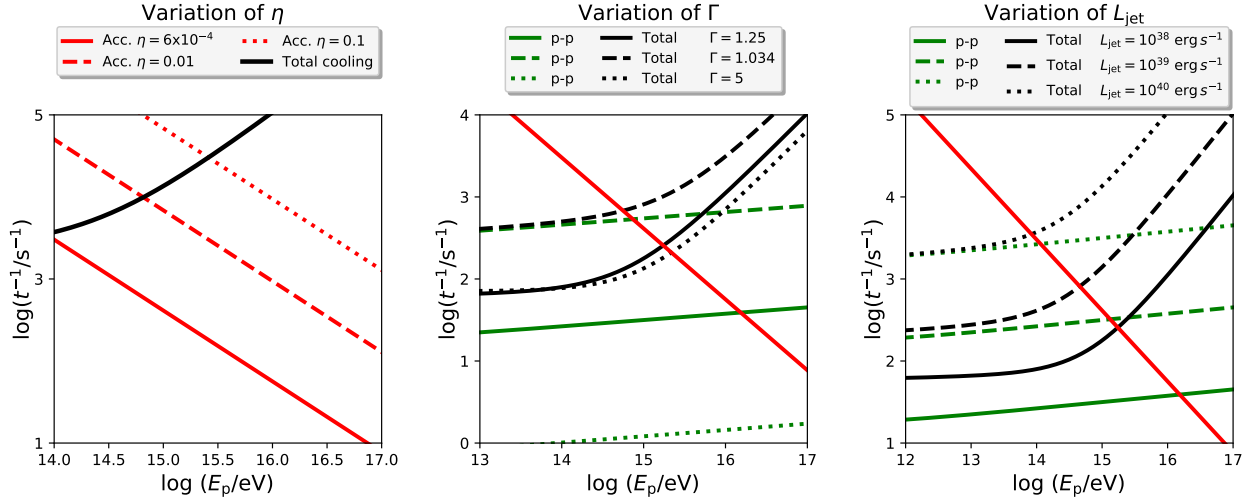 Variation of η
Acc. η = 6x10⁻⁴
Acc. η = 0.01
Acc. η = 0.1
Total cooling
log(t⁻¹/s⁻¹)
5
3
1
14.0 14.5 15.0 15.5 16.0 16.5 17.0
log (Eₚ/eV)
Variation of Γ
p-p Total Γ = 1.25
p-p Total Γ = 1.034
p-p Total Γ = 5
log(t⁻¹/s⁻¹)
4
3
2
1
0
13 14 15 16 17
log (Eₚ/eV)
Variation of L_jet
p-p Total L_jet = 10³⁸ erg s⁻¹
p-p Total L_jet = 10³⁹ erg s⁻¹
p-p Total L_jet = 10⁴⁰ erg s⁻¹
log(t⁻¹/s⁻¹)
5
4
3
2
1
12 13 14 15 16 17
log (Eₚ/eV)